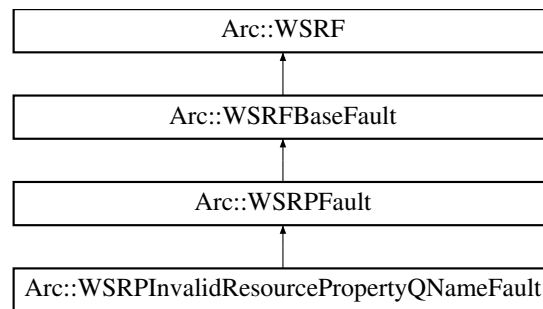 Arc::WSRF
Arc::WSRFBaseFault
Arc::WSRPFault
Arc::WSRPInvalidResourcePropertyQNameFault